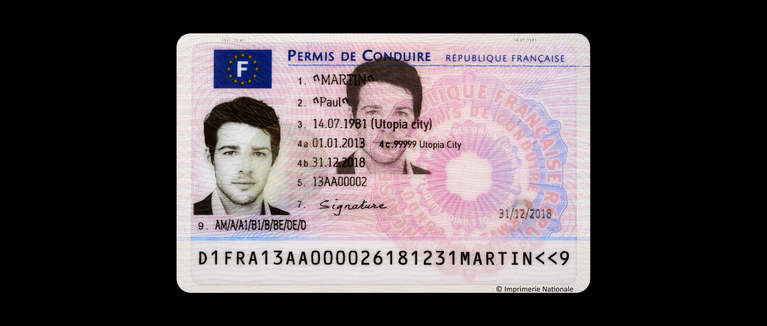 F
PERMIS DE CONDUIRE RÉPUBLIQUE FRANÇAISE
1. MARTIN
2. Paul
3. 14.07.1981 (Utopia city)
4a 01.01.2013 4c.99999 Utopia City
4b.31.12.2018
5. 13AA00002
7. Signature
31/12/2018
9. AM/A/A1/B1/B/BE/DE/D
D1FRA13AA000026181231MARTIN<<9
© Imprimerie Nationale